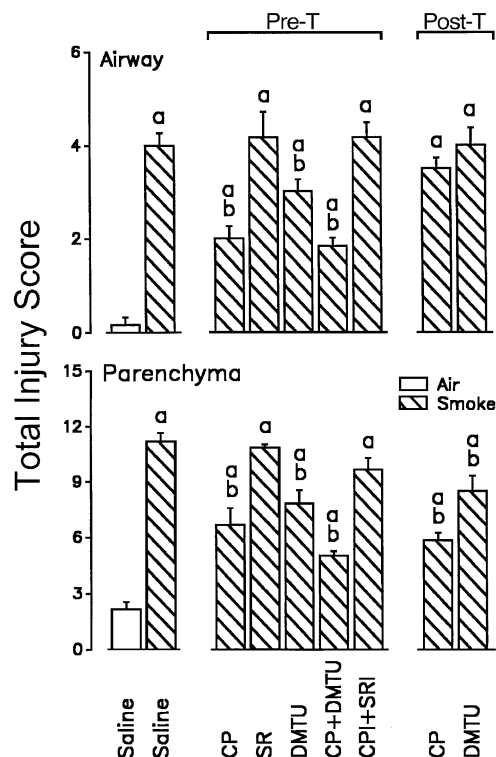 Pre-T
Post-T
6
Airway
4
2
0
a
a
b
a
a
b
a
b
a
a
a
Total Injury Score
15
Parenchyma
12
9
6
3
0
Air
Smoke
a
a
b
a
a
b
a
b
a
a
b
a
b
Saline
Saline
CP
SR
DMTU
CP+DMTU
CPI+SRI
CP
DMTU